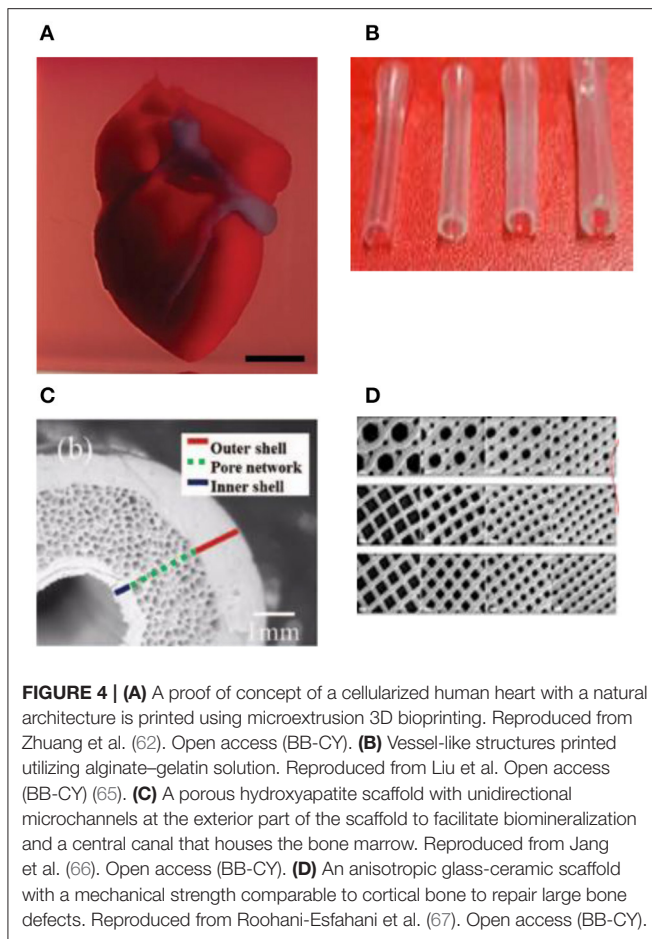 A
B
C
D
(b)
Outer shell
Pore network
Inner shell
1mm
FIGURE 4 | (A) A proof of concept of a cellularized human heart with a natural
architecture is printed using microextrusion 3D bioprinting. Reproduced from
Zhuang et al. (62). Open access (BB-CY). (B) Vessel-like structures printed
utilizing alginate–gelatin solution. Reproduced from Liu et al. Open access
(BB-CY) (65). (C) A porous hydroxyapatite scaffold with unidirectional
microchannels at the exterior part of the scaffold to facilitate biomineralization
and a central canal that houses the bone marrow. Reproduced from Jang
et al. (66). Open access (BB-CY). (D) An anisotropic glass-ceramic scaffold
with a mechanical strength comparable to cortical bone to repair large bone
defects. Reproduced from Roohani-Esfahani et al. (67). Open access (BB-CY).